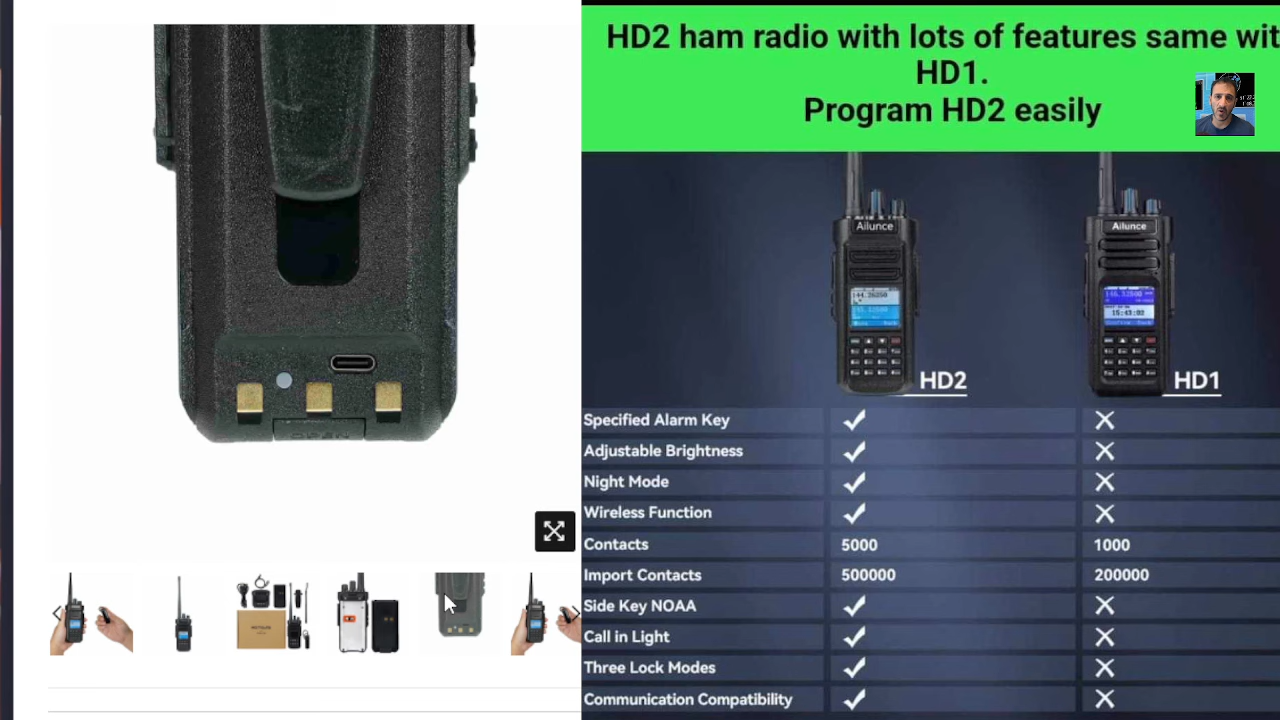 HD2 ham radio with lots of features same wit
HD1.
Program HD2 easily
Ailunce
Ailunce
HD2
HD1
Specified Alarm Key
Adjustable Brightness
Night Mode
Wireless Function
Contacts 5000 1000
Import Contacts 500000 200000
Side Key NOAA
Call in Light
Three Lock Modes
Communication Compatibility
OPEN